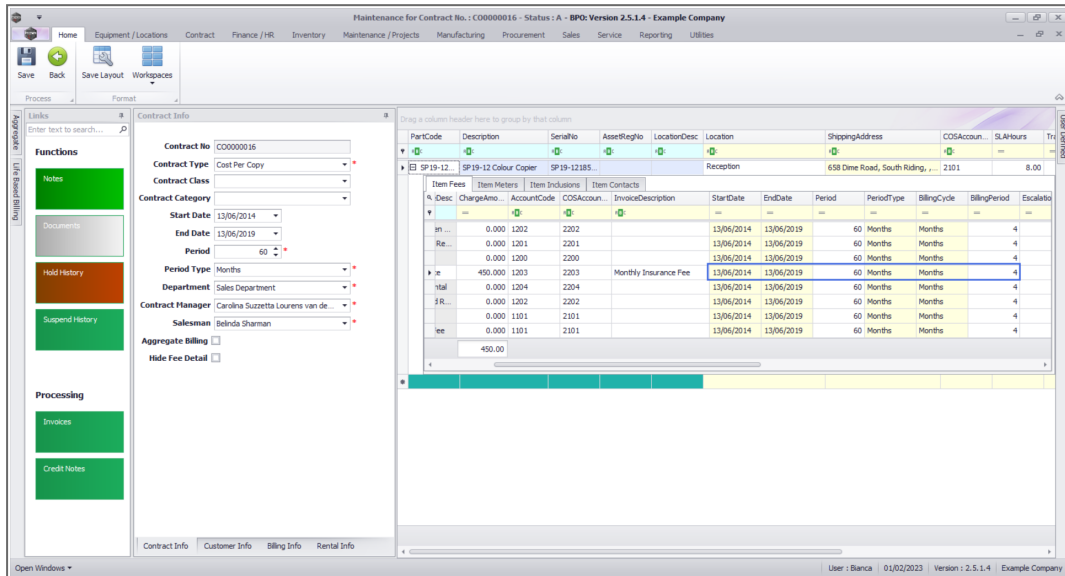 Maintenance for Contract No. : CO0000016 - Status : A - BPO: Version 2.5.1.4 - Example Company
Home Equipment / Locations Contract Finance / HR Inventory Maintenance / Projects Manufacturing Procurement Sales Service Reporting Utilities
Save Back Save Layout Workspaces
Process Format
Aggregate
Life Based Billing
Links
Enter text to search...
Functions
Notes
Documents
Hold History
Suspend History
Processing
Invoices
Credit Notes
Contract Info
Contract No CO0000016
Contract Type Cost Per Copy *
Contract Class
Contract Category
Start Date 13/06/2014
End Date 13/06/2019
Period 60 *
Period Type Months *
Department Sales Department *
Contract Manager Carolina Suzzetta Lourens van de... *
Salesman Belinda Sharman *
Aggregate Billing
Hide Fee Detail
Contract Info Customer Info Billing Info Rental Info
Drag a column header here to group by that column
PartCode Description SerialNo AssetRegNo LocationDesc Location ShippingAddress COSAccoun... SLAHours Tra
SP19-12... SP19-12 Colour Copier SP19-12185... Reception 658 Dime Road, South Riding, ,... 2101 8.00
Item Fees Item Meters Item Inclusions Item Contacts
Desc ChargeAmo... AccountCode COSAccoun... InvoiceDescription StartDate EndDate Period PeriodType BillingCycle BillingPeriod Escalatio
en ... 0.000 1202 2202 13/06/2014 13/06/2019 60 Months Months 4
Re... 0.000 1201 2201 13/06/2014 13/06/2019 60 Months Months 4
0.000 1200 2200 13/06/2014 13/06/2019 60 Months Months 4
ce 450.000 1203 2203 Monthly Insurance Fee 13/06/2014 13/06/2019 60 Months Months 4
ntal 0.000 1204 2204 13/06/2014 13/06/2019 60 Months Months 4
d R... 0.000 1202 2202 13/06/2014 13/06/2019 60 Months Months 4
0.000 1101 2101 13/06/2014 13/06/2019 60 Months Months 4
ee 0.000 1101 2101 13/06/2014 13/06/2019 60 Months Months 4
450.00
User Defined
Open Windows
User : Bianca 01/02/2023 Version : 2.5.1.4 Example Company